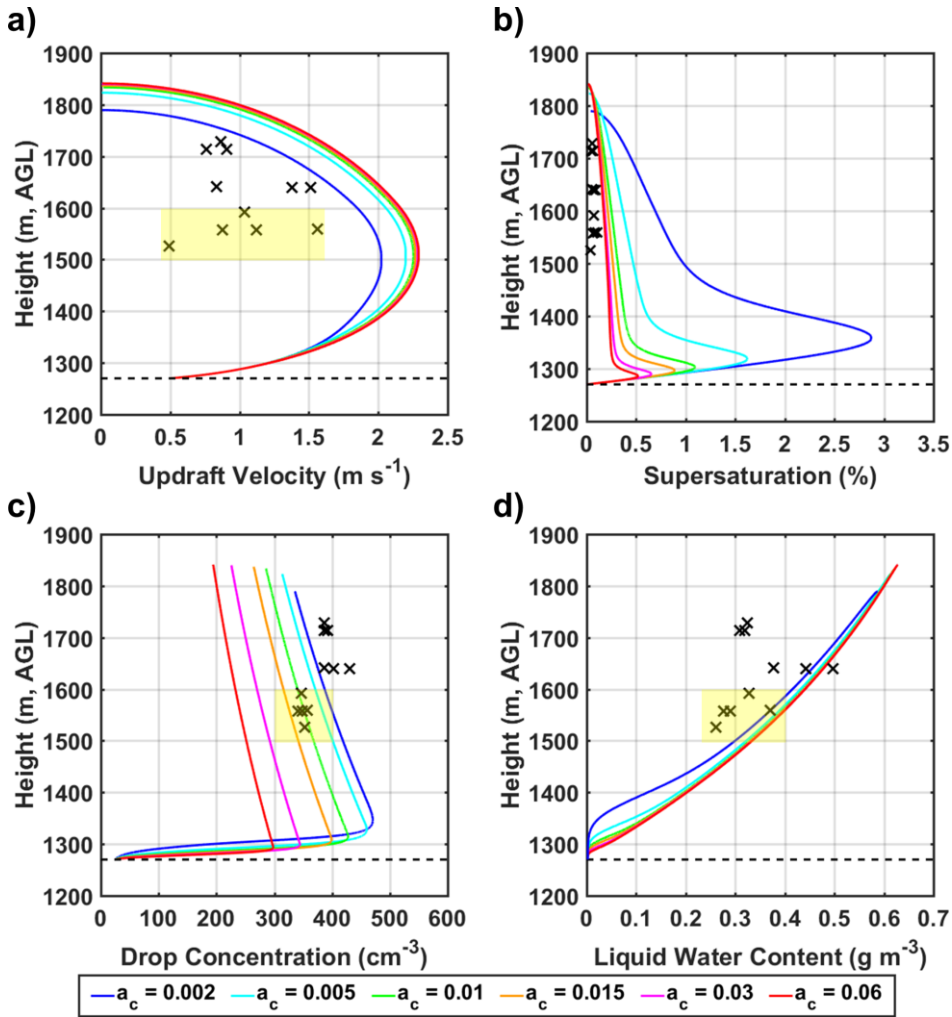 a)
1900
1800
1700
1600
1500
1400
1300
1200
Height (m, AGL)
0 0.5 1 1.5 2 2.5
Updraft Velocity (m s-1)
b)
1900
1800
1700
1600
1500
1400
1300
1200
Height (m, AGL)
0 0.5 1 1.5 2 2.5 3 3.5
Supersaturation (%)
c)
1900
1800
1700
1600
1500
1400
1300
1200
Height (m, AGL)
0 100 200 300 400 500 600
Drop Concentration (cm-3)
d)
1900
1800
1700
1600
1500
1400
1300
1200
Height (m, AGL)
0 0.1 0.2 0.3 0.4 0.5 0.6 0.7
Liquid Water Content (g m-3)
ac = 0.002 ac = 0.005 ac = 0.01 ac = 0.015 ac = 0.03 ac = 0.06